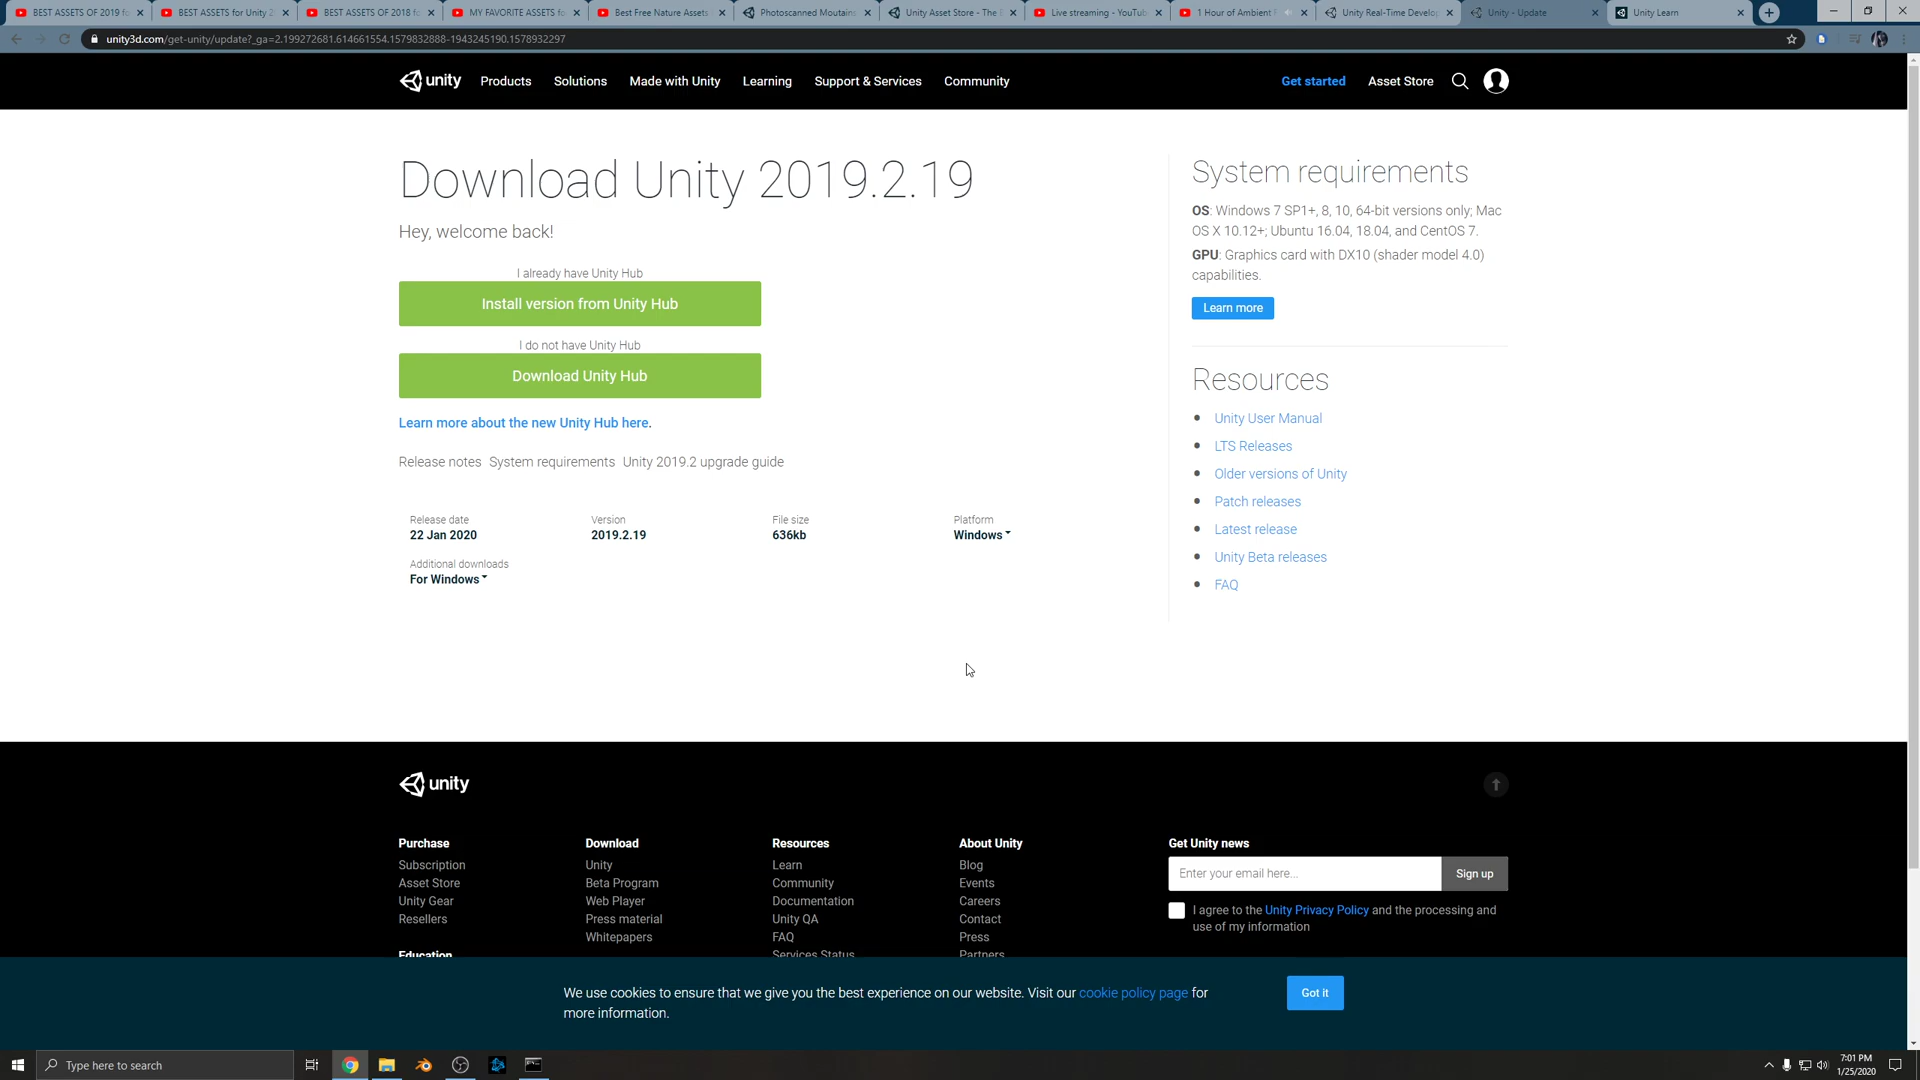 BEST ASSETS OF 2019 fo
BEST ASSETS for Unity 2
BEST ASSETS OF 2018 fo
MY FAVORITE ASSETS fo
Best Free Nature Assets
Photoscanned Moutains
Unity Asset Store - The B
Live streaming - YouTub
1 Hour of Ambient F
Unity Real-Time Develop
Unity - Update
Unity Learn
unity3d.com/get-unity/update?_ga=2.199272681.614661554.1579832888-1943245190.1578932297
unity Products Solutions Made with Unity Learning Support & Services Community Get started Asset Store
Download Unity 2019.2.19
Hey, welcome back!
I already have Unity Hub
Install version from Unity Hub
I do not have Unity Hub
Download Unity Hub
Learn more about the new Unity Hub here.
Release notes System requirements Unity 2019.2 upgrade guide
Release date Version File size Platform
22 Jan 2020 2019.2.19 636kb Windows
Additional downloads
For Windows
System requirements
OS: Windows 7 SP1+, 8, 10, 64-bit versions only; Mac
OS X 10.12+; Ubuntu 16.04, 18.04, and CentOS 7.
GPU: Graphics card with DX10 (shader model 4.0)
capabilities.
Learn more
Resources
Unity User Manual
LTS Releases
Older versions of Unity
Patch releases
Latest release
Unity Beta releases
FAQ
unity
Purchase
Subscription
Asset Store
Unity Gear
Resellers
Education
Download
Unity
Beta Program
Web Player
Press material
Whitepapers
Resources
Learn
Community
Documentation
Unity QA
FAQ
Services Status
About Unity
Blog
Events
Careers
Contact
Press
Partners
Get Unity news
Enter your email here...
Sign up
I agree to the Unity Privacy Policy and the processing and
use of my information
We use cookies to ensure that we give you the best experience on our website. Visit our cookie policy page for
more information.
Got it
Type here to search
7:01 PM
1/25/2020